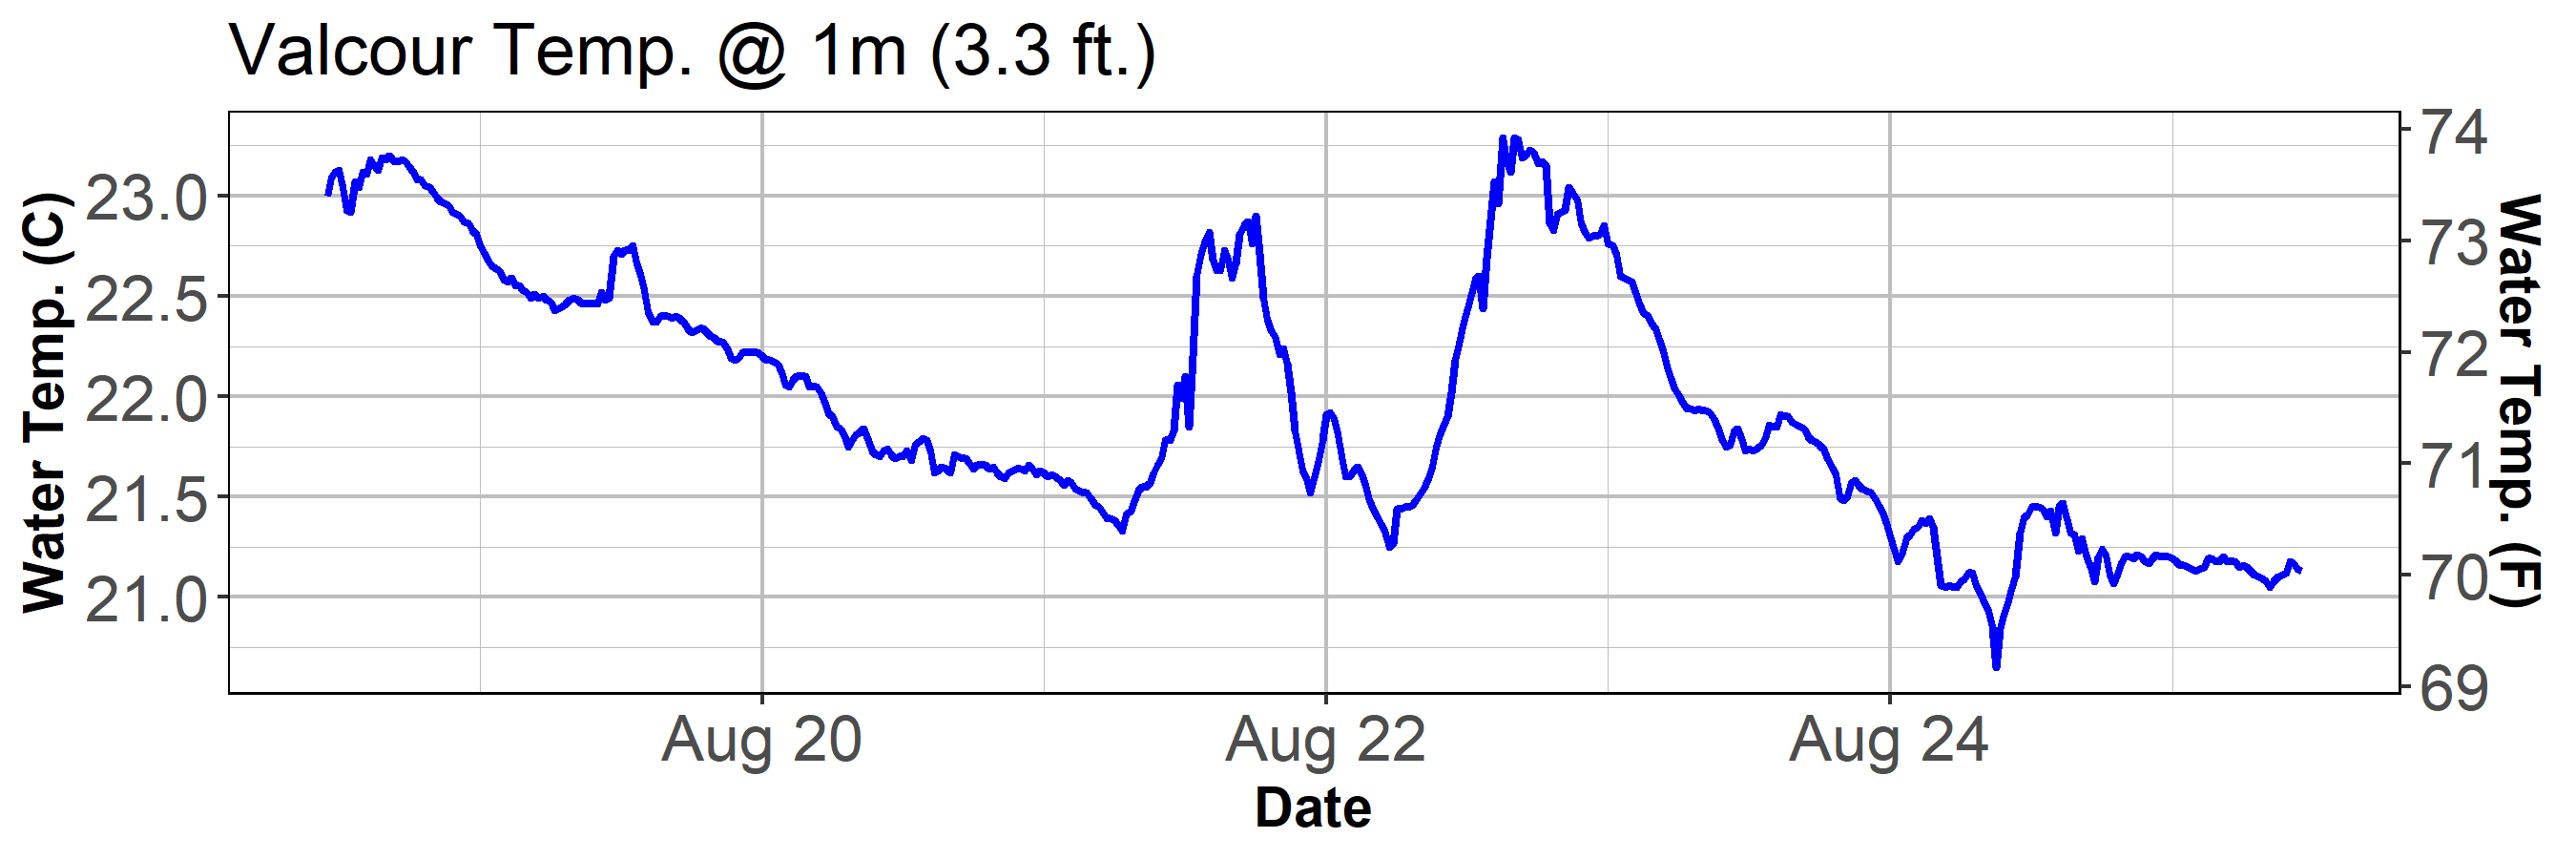 Valcour Temp. @ 1m (3.3 ft.)
Water Temp. (C)
23.0
22.5
22.0
21.5
21.0
74
73
72
71
70
69
Water Temp. (F)
Aug 20 Aug 22 Aug 24
Date